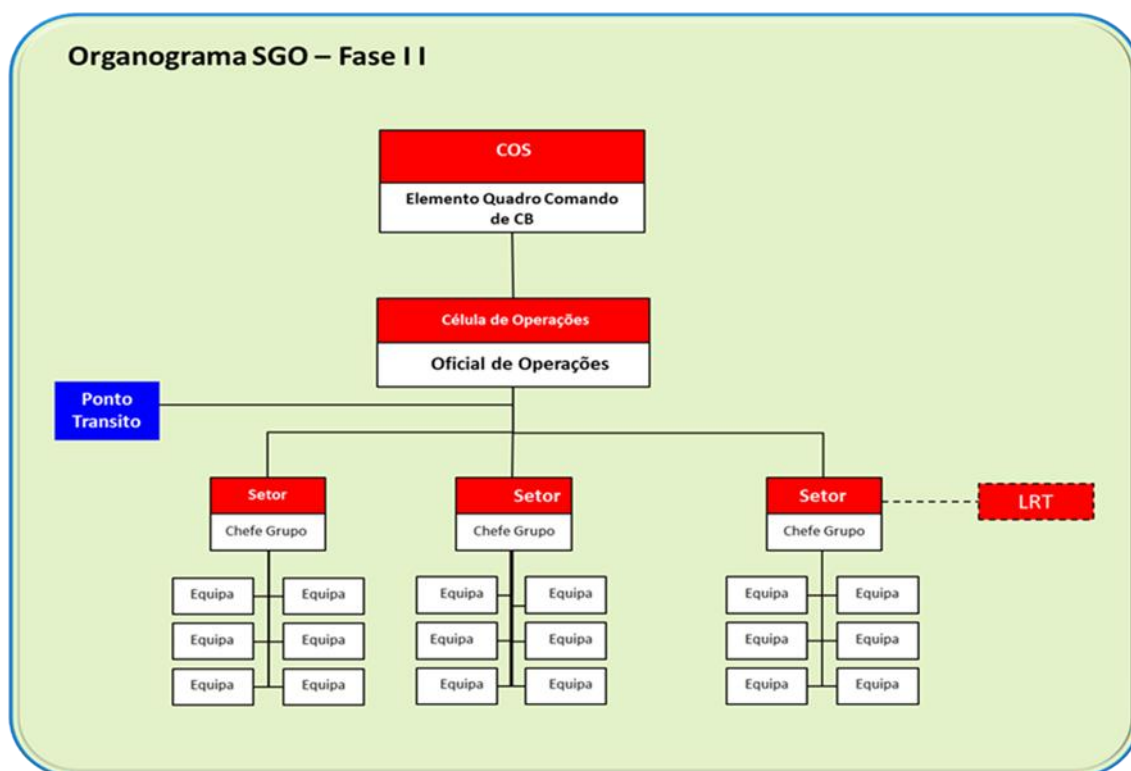 Organograma SGO – Fase I I
COS
Elemento Quadro Comando
de CB
Célula de Operações
Oficial de Operações
Ponto
Transito
Setor
Chefe Grupo
Setor
Chefe Grupo
Setor
Chefe Grupo
LRT
Equipa Equipa
Equipa Equipa
Equipa Equipa
Equipa Equipa
Equipa Equipa
Equipa Equipa
Equipa Equipa
Equipa Equipa
Equipa Equipa